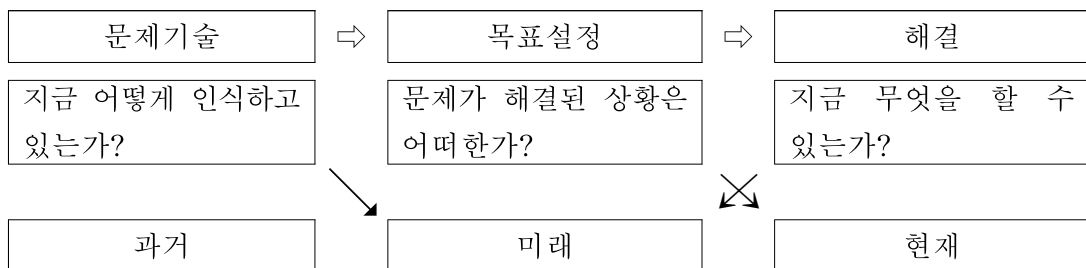 문제기술 ⇨ 목표설정 ⇨ 해결
지금 어떻게 인식하고
있는가?
문제가 해결된 상황은
어떠한가?
지금 무엇을 할 수
있는가?
과거 미래 현재